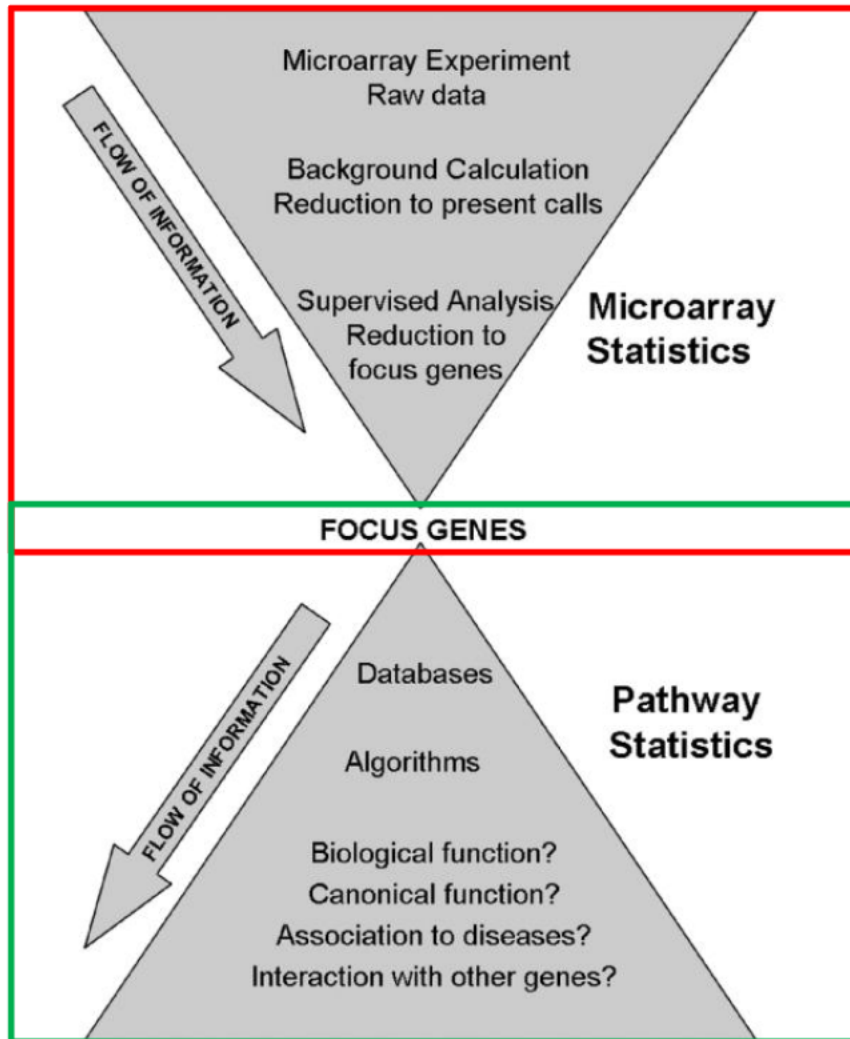 Microarray Experiment
Raw data
FLOW OF INFORMATION
Background Calculation
Reduction to present calls
Supervised Analysis
Reduction to
focus genes
Microarray
Statistics
FOCUS GENES
FLOW OF INFORMATION
Databases
Algorithms
Pathway
Statistics
Biological function?
Canonical function?
Association to diseases?
Interaction with other genes?